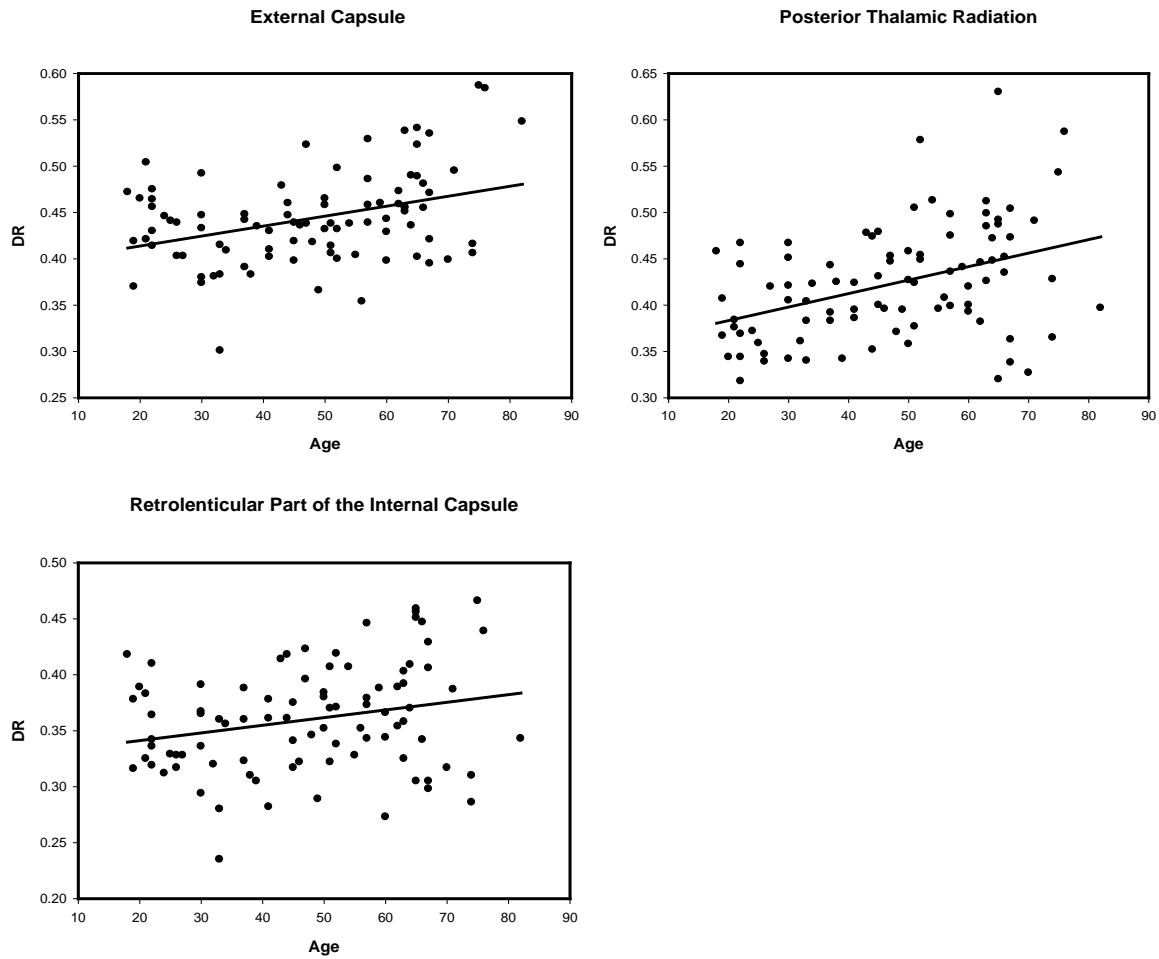 External Capsule
0.60
0.55
0.50
0.45
0.40
0.35
0.30
0.25
DR
10 20 30 40 50 60 70 80 90
Age
Posterior Thalamic Radiation
0.65
0.60
0.55
0.50
0.45
0.40
0.35
0.30
DR
10 20 30 40 50 60 70 80 90
Age
Retrolenticular Part of the Internal Capsule
0.50
0.45
0.40
0.35
0.30
0.25
0.20
DR
10 20 30 40 50 60 70 80 90
Age